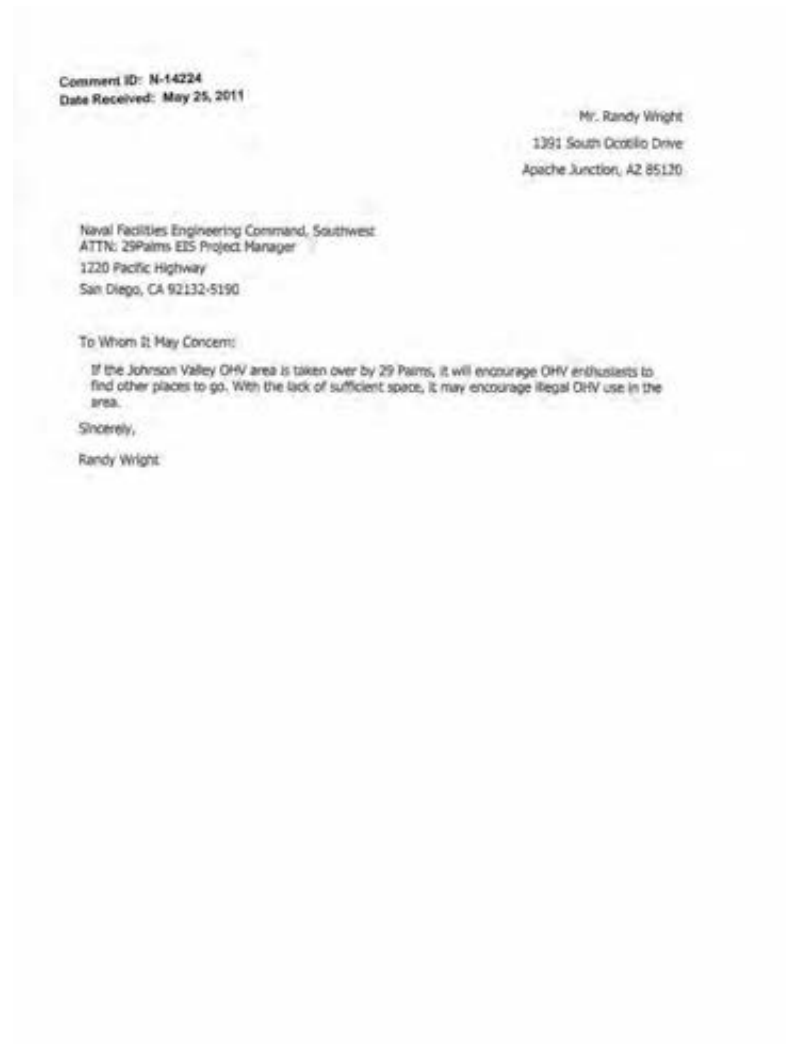 Comment ID: N-14224
Date Received: May 25, 2011
Mr. Randy Wright
1391 South Ocotillo Drive
Apache Junction, AZ 85120
Naval Facilities Engineering Command, Southwest
ATTN: 29Palms EIS Project Manager
1220 Pacific Highway
San Diego, CA 92132-5190
To Whom It May Concern:
If the Johnson Valley OHV area is taken over by 29 Palms, it will encourage OHV enthusiasts to
find other places to go. With the lack of sufficient space, it may encourage illegal OHV use in the
area.
Sincerely,
Randy Wright